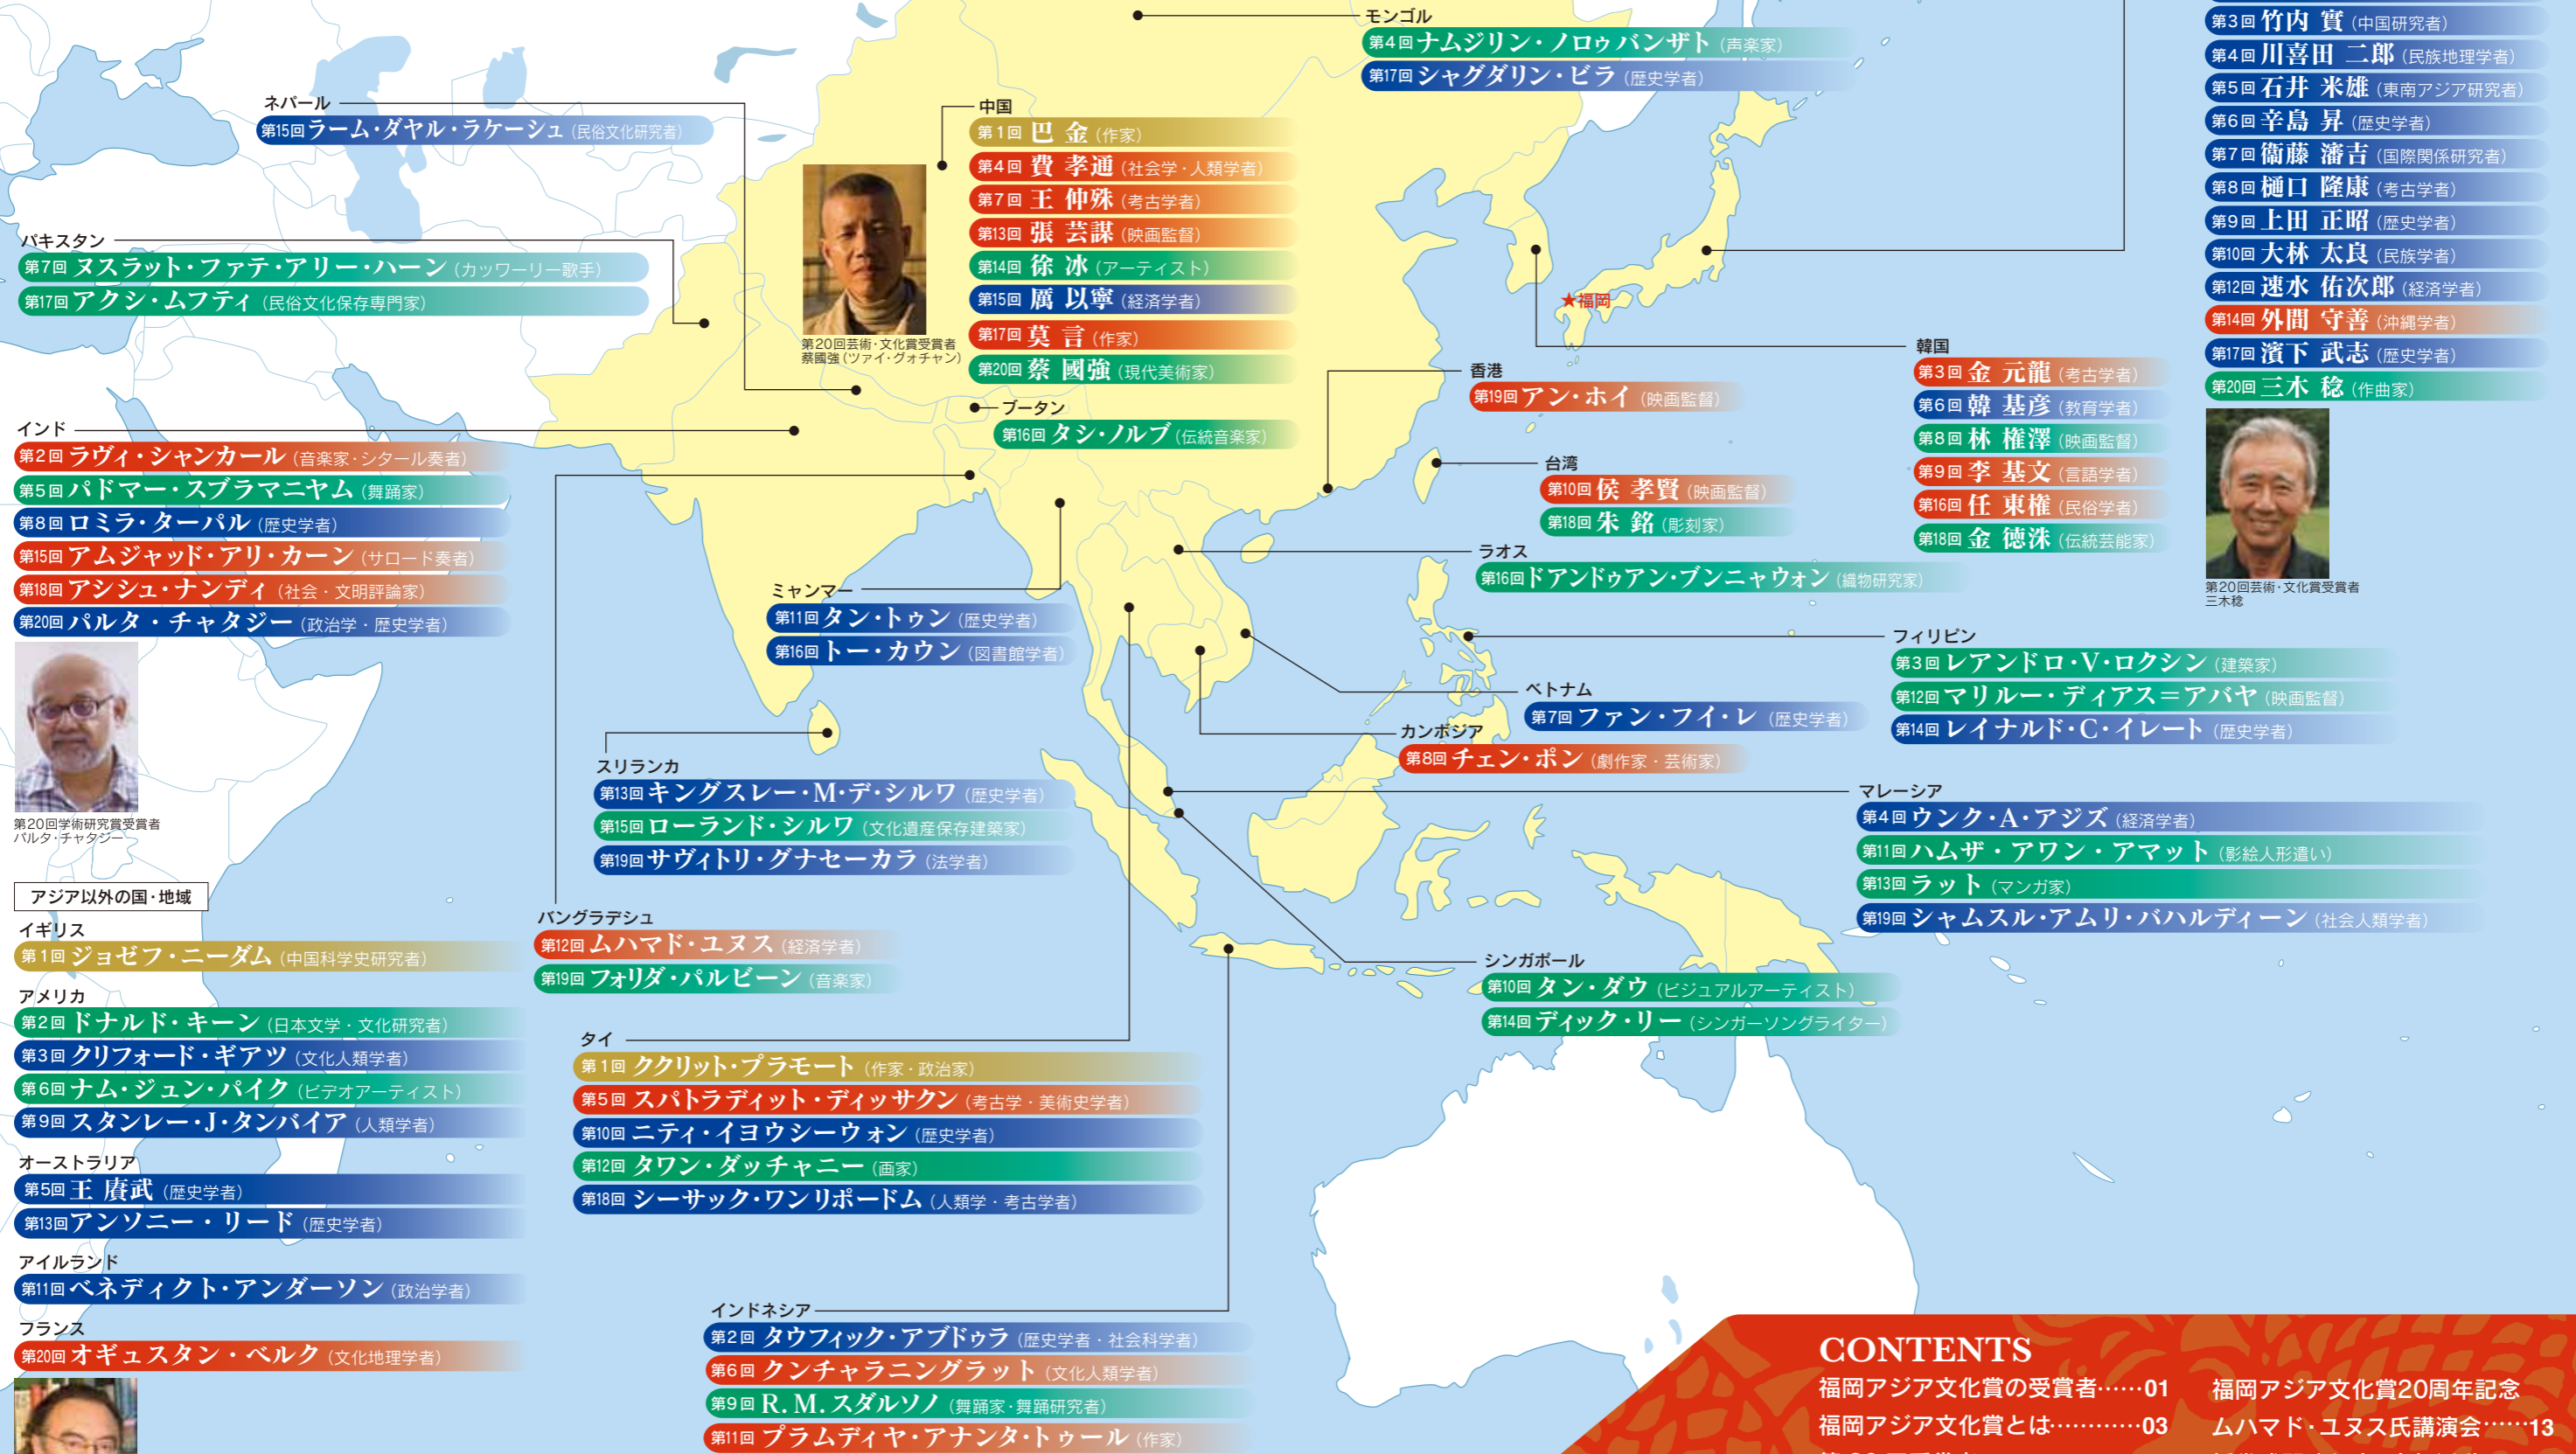 モンゴル
第4回 ナムジリン・ノロゥバンザト（声楽家）
第17回 シャグダリン・ビラ（歴史学者）
ネパール
第15回 ラーム・ダヤル・ラケーシュ（民俗文化研究者）
中国
第1回 巴 金（作家）
第4回 費 孝通（社会学・人類学者）
第7回 王 仲殊（考古学者）
第13回 張 芸謀（映画監督）
第14回 徐 冰（アーティスト）
第15回 厲 以寧（経済学者）
第17回 莫 言（作家）
第20回 蔡 國強（現代美術家）
第20回芸術・文化賞受賞者
蔡國強（ツァイ・グォチャン）
パキスタン
第7回 ヌスラット・ファテ・アリー・ハーン（カッワーリー歌手）
第17回 アクシ・ムフティ（民俗文化保存専門家）
第3回 竹内 實（中国研究者）
第4回 川喜田 二郎（民族地理学者）
第5回 石井 米雄（東南アジア研究者）
第6回 辛島 昇（歴史学者）
第7回 衞藤 瀋吉（国際関係研究者）
第8回 樋口 隆康（考古学者）
第9回 上田 正昭（歴史学者）
第10回 大林 太良（民族学者）
第12回 速水 佑次郎（経済学者）
第14回 外間 守善（沖縄学者）
第17回 濱下 武志（歴史学者）
第20回 三木 稔（作曲家）
第20回芸術・文化賞受賞者
三木稔
★福岡
韓国
第3回 金 元龍（考古学者）
第6回 韓 基彦（教育学者）
第8回 林 権澤（映画監督）
第9回 李 基文（言語学者）
第16回 任 東権（民俗学者）
第18回 金 徳洙（伝統芸能家）
香港
第19回 アン・ホイ（映画監督）
ブータン
第16回 タシ・ノルブ（伝統音楽家）
台湾
第10回 侯 孝賢（映画監督）
第18回 朱 銘（彫刻家）
インド
第2回 ラヴィ・シャンカール（音楽家・シタール奏者）
第5回 パドマー・スブラマニヤム（舞踊家）
第8回 ロミラ・ターパル（歴史学者）
第15回 アムジャッド・アリ・カーン（サロード奏者）
第18回 アシシュ・ナンディ（社会・文明評論家）
第20回 パルタ・チャタジー（政治学・歴史学者）
第20回学術研究賞受賞者
パルタ・チャタジー
ラオス
第16回 ドアンドゥアン・ブンニャウォン（織物研究家）
ミャンマー
第11回 タン・トゥン（歴史学者）
第16回 トー・カウン（図書館学者）
フィリピン
第3回 レアンドロ・V・ロクシン（建築家）
第12回 マリルー・ディアス＝アバヤ（映画監督）
第14回 レイナルド・C・イレート（歴史学者）
ベトナム
第7回 ファン・フイ・レ（歴史学者）
カンボジア
第8回 チェン・ポン（劇作家・芸術家）
スリランカ
第13回 キングスレー・M・デ・シルワ（歴史学者）
第15回 ローランド・シルワ（文化遺産保存建築家）
第19回 サヴィトリ・グナセーカラ（法学者）
マレーシア
第4回 ウンク・A・アジズ（経済学者）
第11回 ハムザ・アワン・アマット（影絵人形遣い）
第13回 ラット（マンガ家）
第19回 シャムスル・アムリ・バハルディーン（社会人類学者）
バングラデシュ
第12回 ムハマド・ユヌス（経済学者）
第19回 フォリダ・パルビーン（音楽家）
シンガポール
第10回 タン・ダウ（ビジュアルアーティスト）
第14回 ディック・リー（シンガーソングライター）
アジア以外の国・地域
イギリス
第1回 ジョゼフ・ニーダム（中国科学史研究者）
アメリカ
第2回 ドナルド・キーン（日本文学・文化研究者）
第3回 クリフォード・ギアツ（文化人類学者）
第6回 ナム・ジュン・パイク（ビデオアーティスト）
第9回 スタンレー・J・タンバイア（人類学者）
オーストラリア
第5回 王 賡武（歴史学者）
第13回 アンソニー・リード（歴史学者）
アイルランド
第11回 ベネディクト・アンダーソン（政治学者）
フランス
第20回 オギュスタン・ベルク（文化地理学者）
タイ
第1回 ククリット・プラモート（作家・政治家）
第5回 スパトラディット・ディッサクン（考古学・美術史学者）
第10回 ニティ・イヨウシーウォン（歴史学者）
第12回 タワン・ダッチャニー（画家）
第18回 シーサック・ワンリポードム（人類学・考古学者）
インドネシア
第2回 タウフィック・アブドゥラ（歴史学者・社会科学者）
第6回 クンチャラニングラット（文化人類学者）
第9回 R.M.スダルソノ（舞踊家・舞踊研究者）
第11回 プラムディヤ・アナンタ・トゥール（作家）
CONTENTS
福岡アジア文化賞の受賞者……01
福岡アジア文化賞とは…………03
福岡アジア文化賞20周年記念
ムハマド・ユヌス氏講演会……13